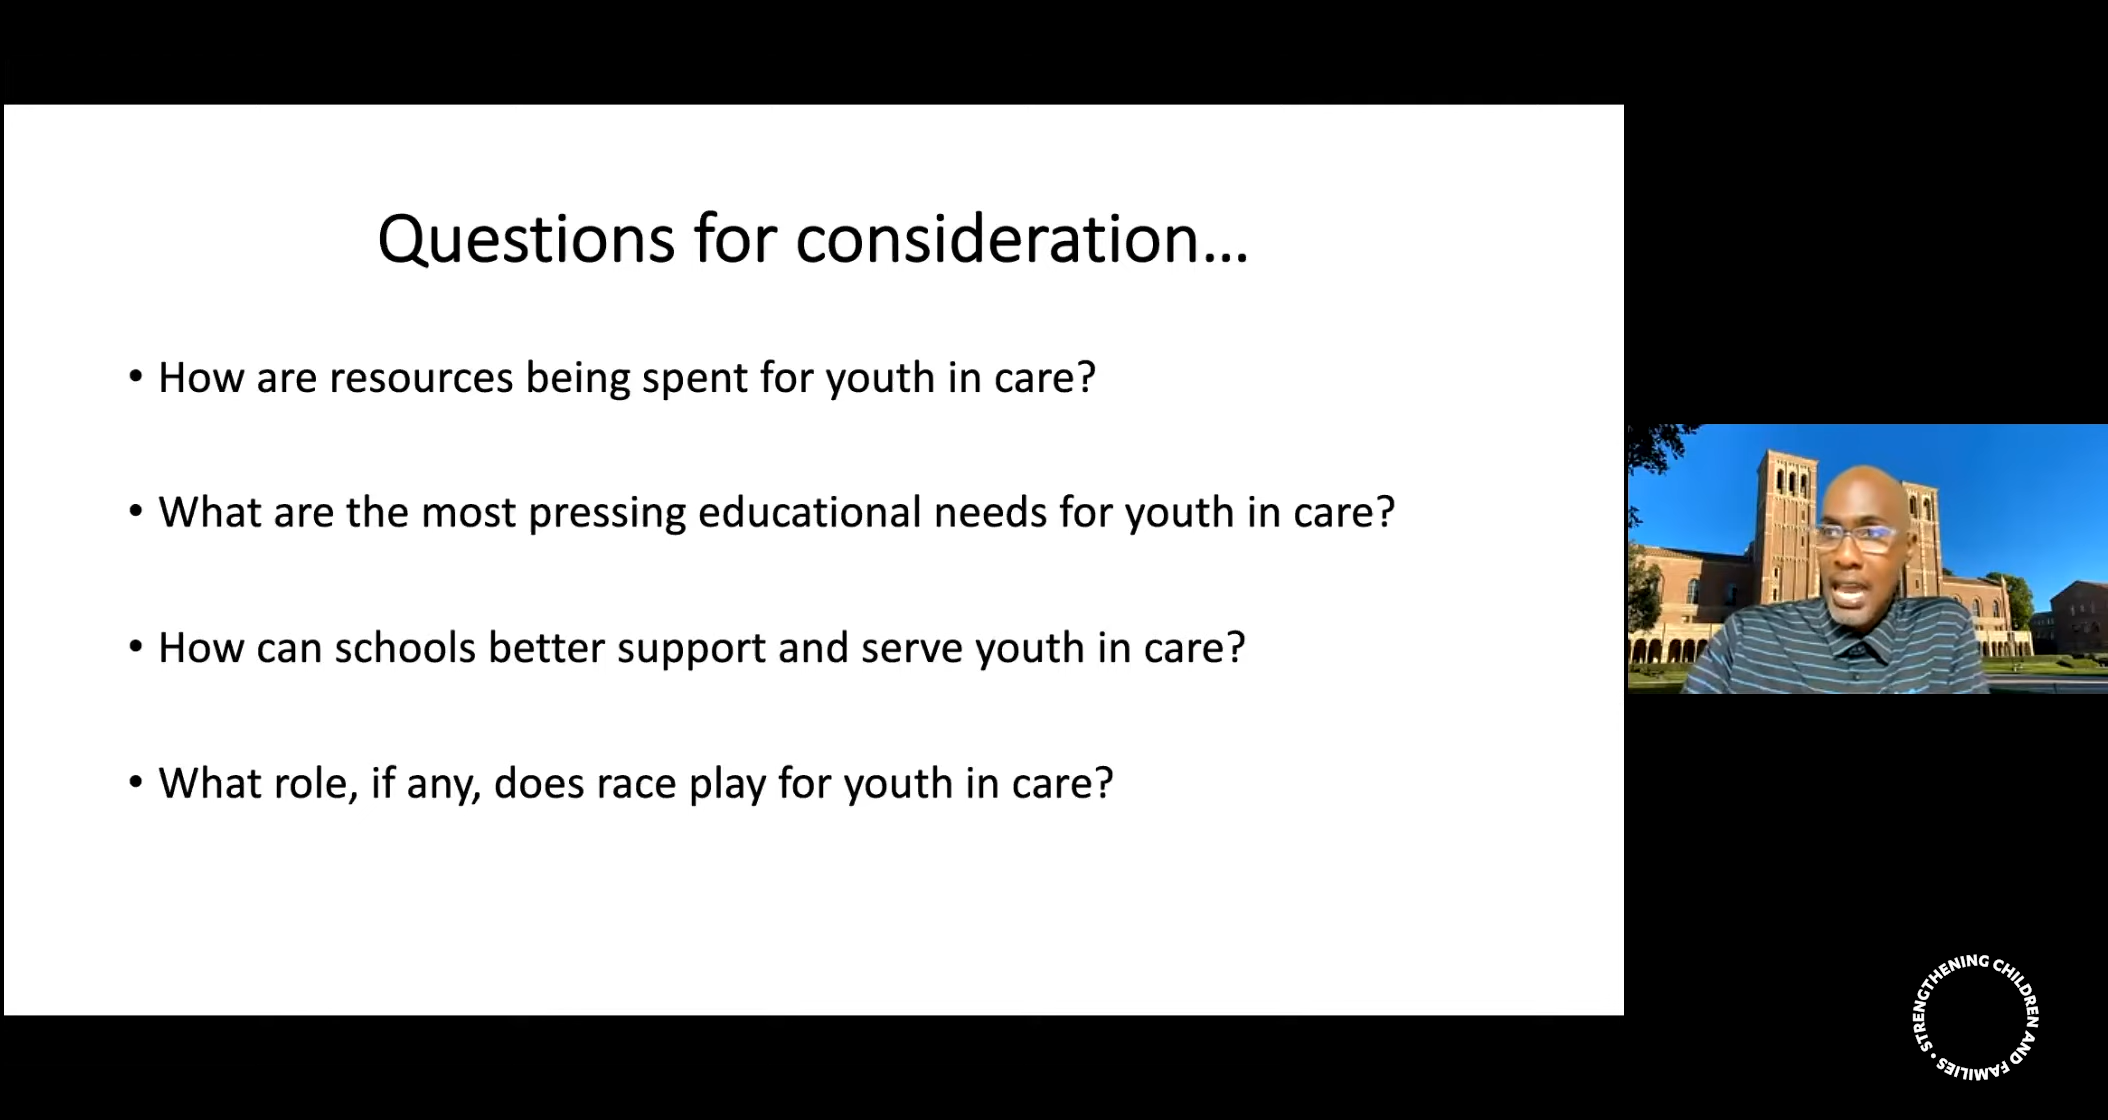 Questions for consideration...
• How are resources being spent for youth in care?
• What are the most pressing educational needs for youth in care?
• How can schools better support and serve youth in care?
• What role, if any, does race play for youth in care?
STRENGTHENING CHILDREN AND FAMILIES •